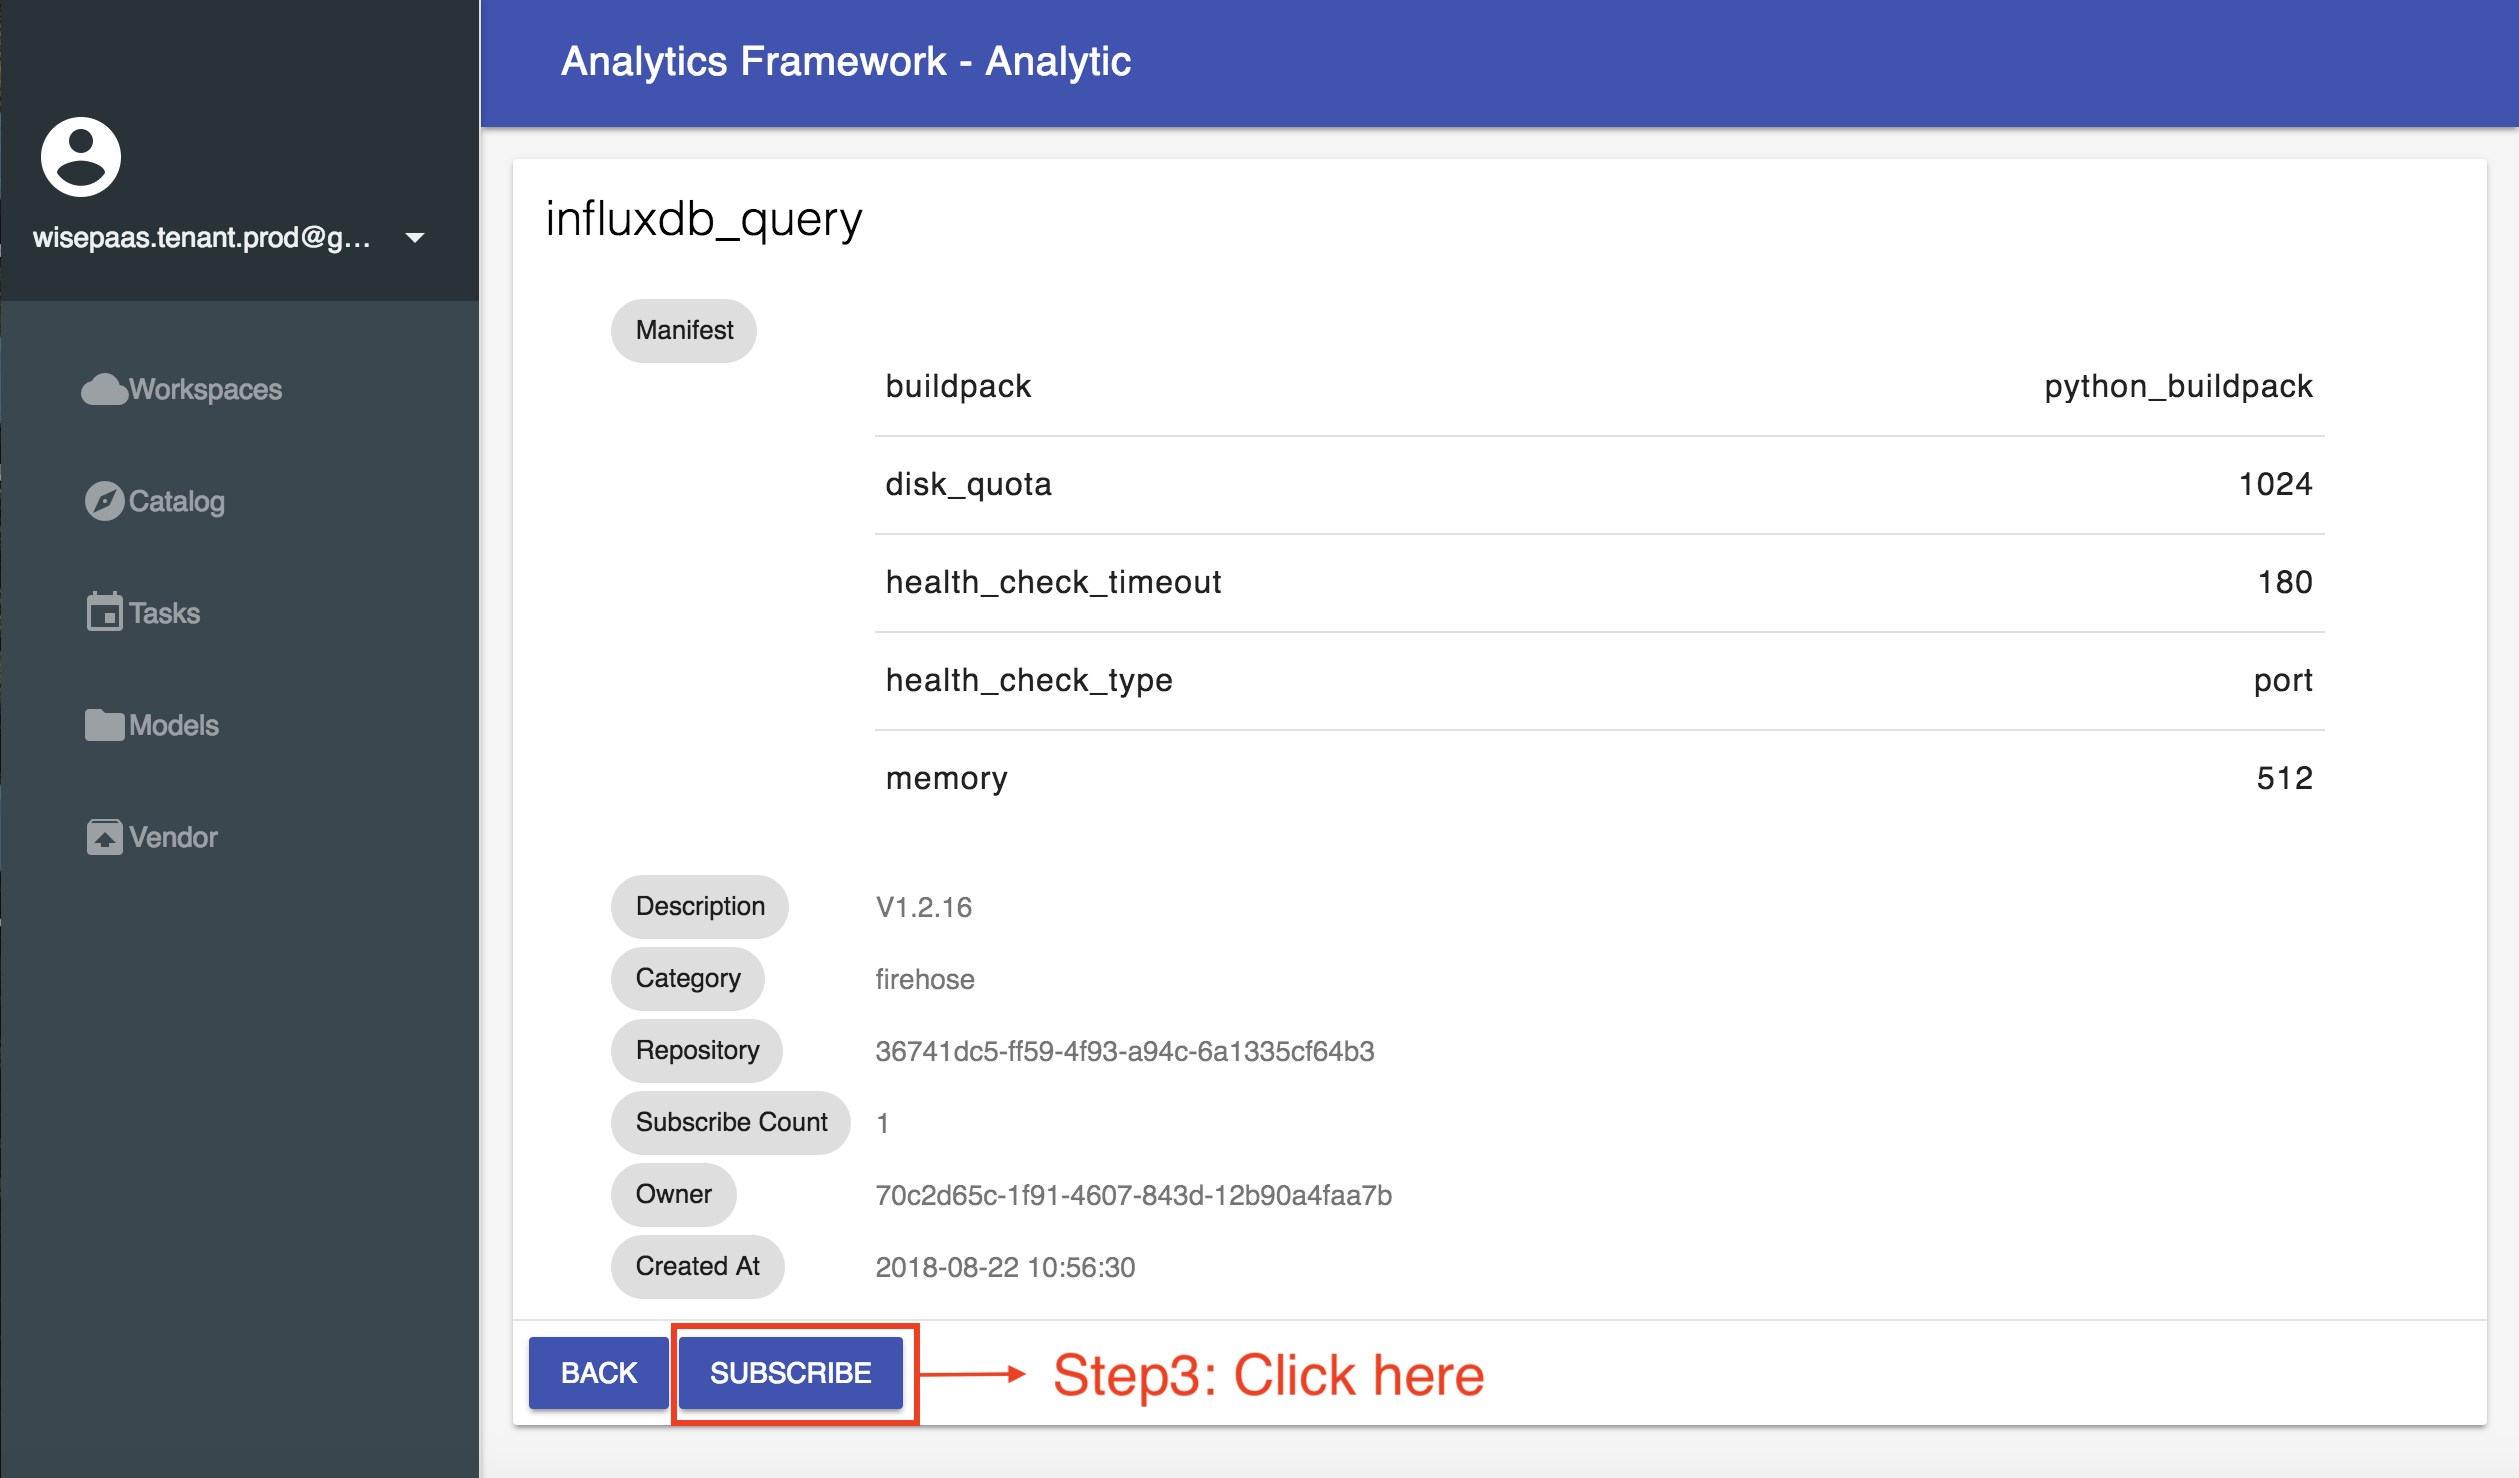 Analytics Framework - Analytic
wisepaas.tenant.prod@g...
Workspaces
Catalog
Tasks
Models
Vendor
influxdb_query
Manifest
buildpack python_buildpack
disk_quota 1024
health_check_timeout 180
health_check_type port
memory 512
Description V1.2.16
Category firehose
Repository 36741dc5-ff59-4f93-a94c-6a1335cf64b3
Subscribe Count 1
Owner 70c2d65c-1f91-4607-843d-12b90a4faa7b
Created At 2018-08-22 10:56:30
BACK SUBSCRIBE Step3: Click here